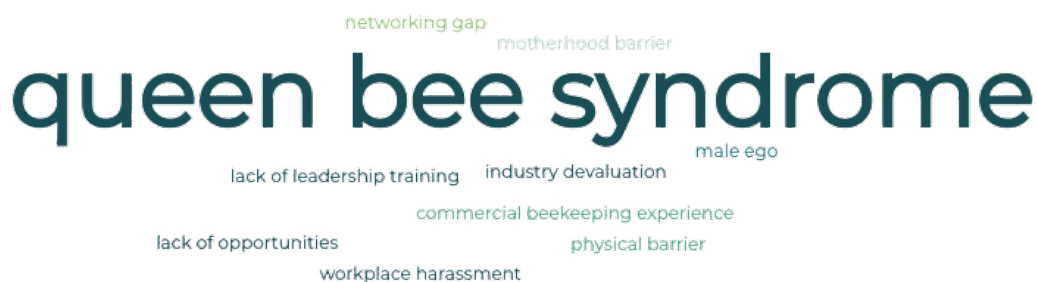 networking gap
motherhood barrier
queen bee syndrome
male ego
lack of leadership training
industry devaluation
commercial beekeeping experience
lack of opportunities
physical barrier
workplace harassment